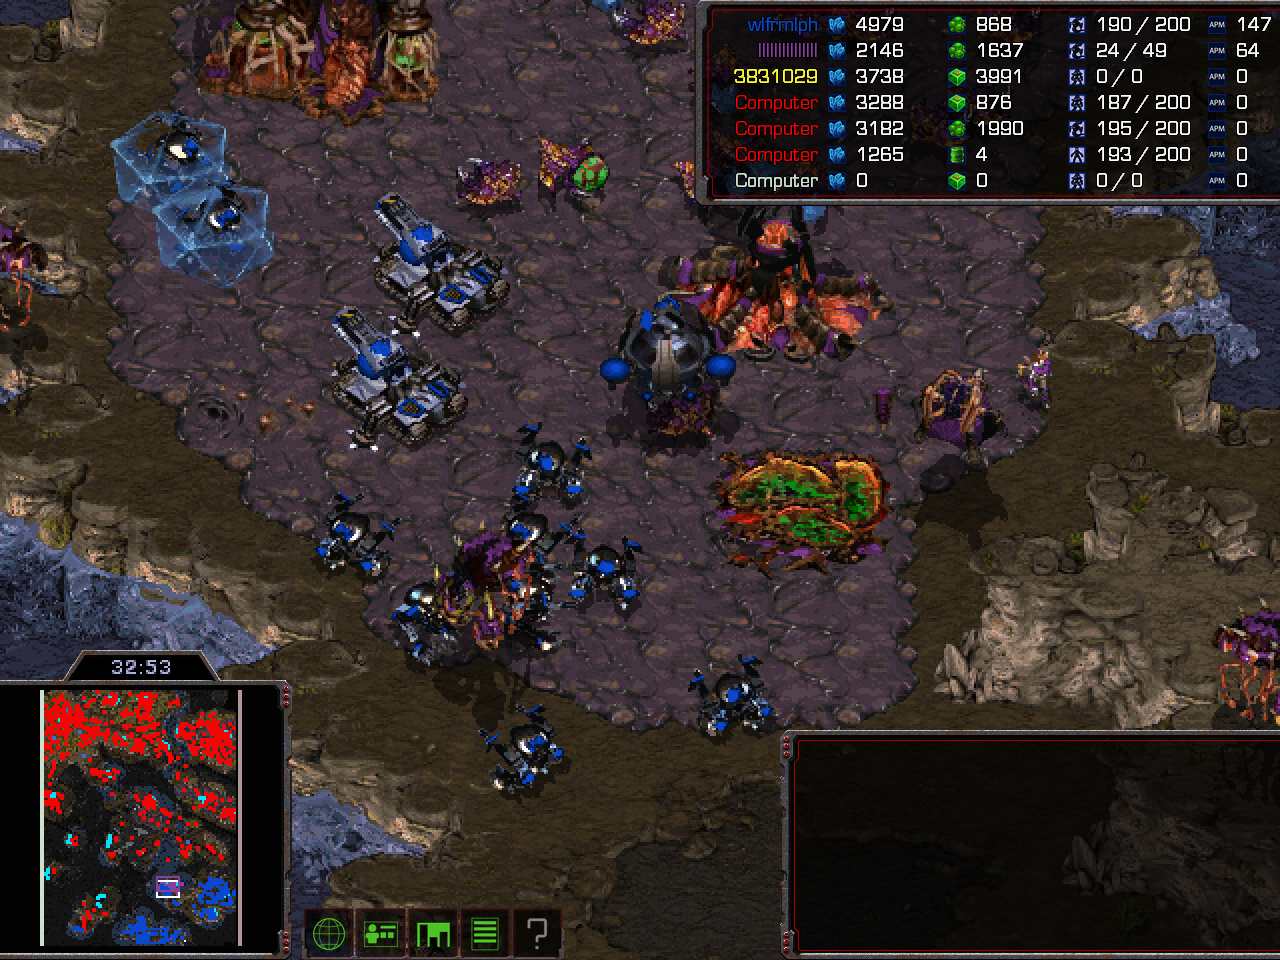 wlfrmlph 4979 868 190 / 200 APM 147
||||||||||||| 2146 1637 24 / 49 APM 64
3831029 3738 3991 0 / 0 APM 0
Computer 3288 876 187 / 200 APM 0
Computer 3182 1990 195 / 200 APM 0
Computer 1265 4 193 / 200 APM 0
Computer 0 0 0 / 0 APM 0
32:53
?